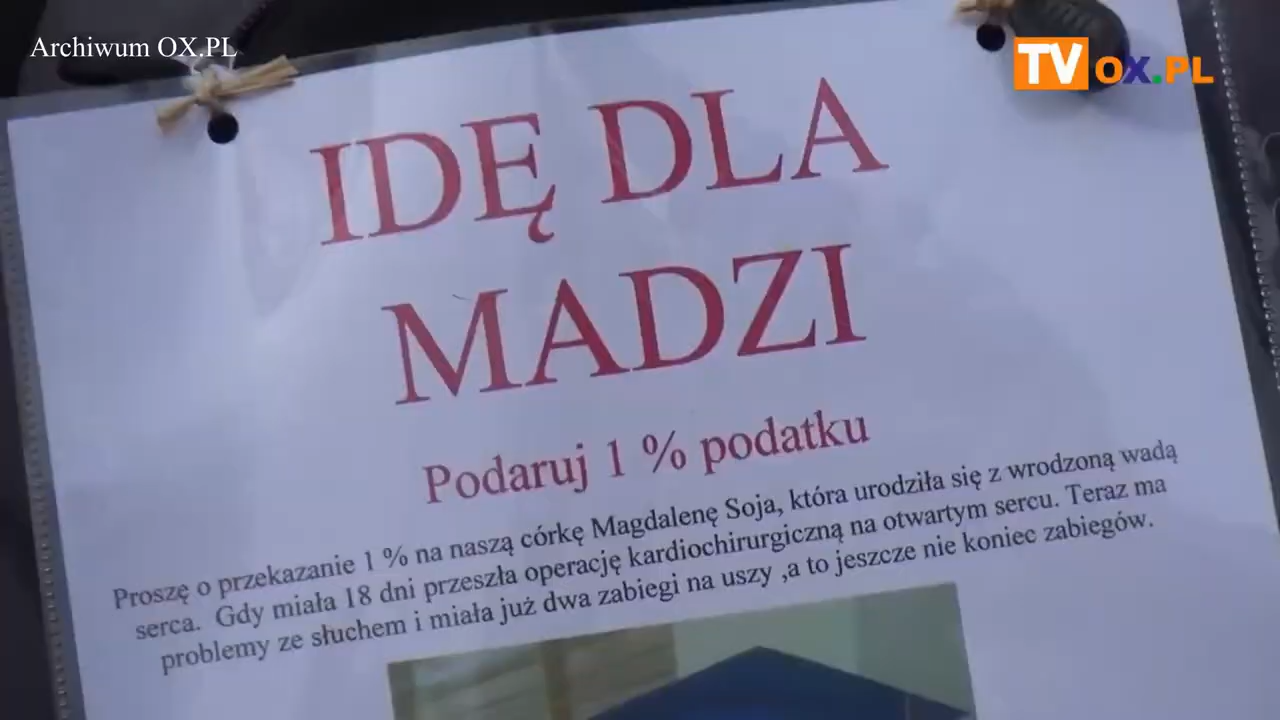 Archiwum OX.PL
TV OX.PL
IDĘ DLA
MADZI
Podaruj 1 % podatku
Proszę o przekazanie 1 % na naszą córkę Magdalenę Soja, która urodziła się z wrodzoną wadą
serca. Gdy miała 18 dni przeszła operację kardiochirurgiczną na otwartym sercu. Teraz ma
problemy ze słuchem i miała już dwa zabiegi na uszy ,a to jeszcze nie koniec zabiegów.